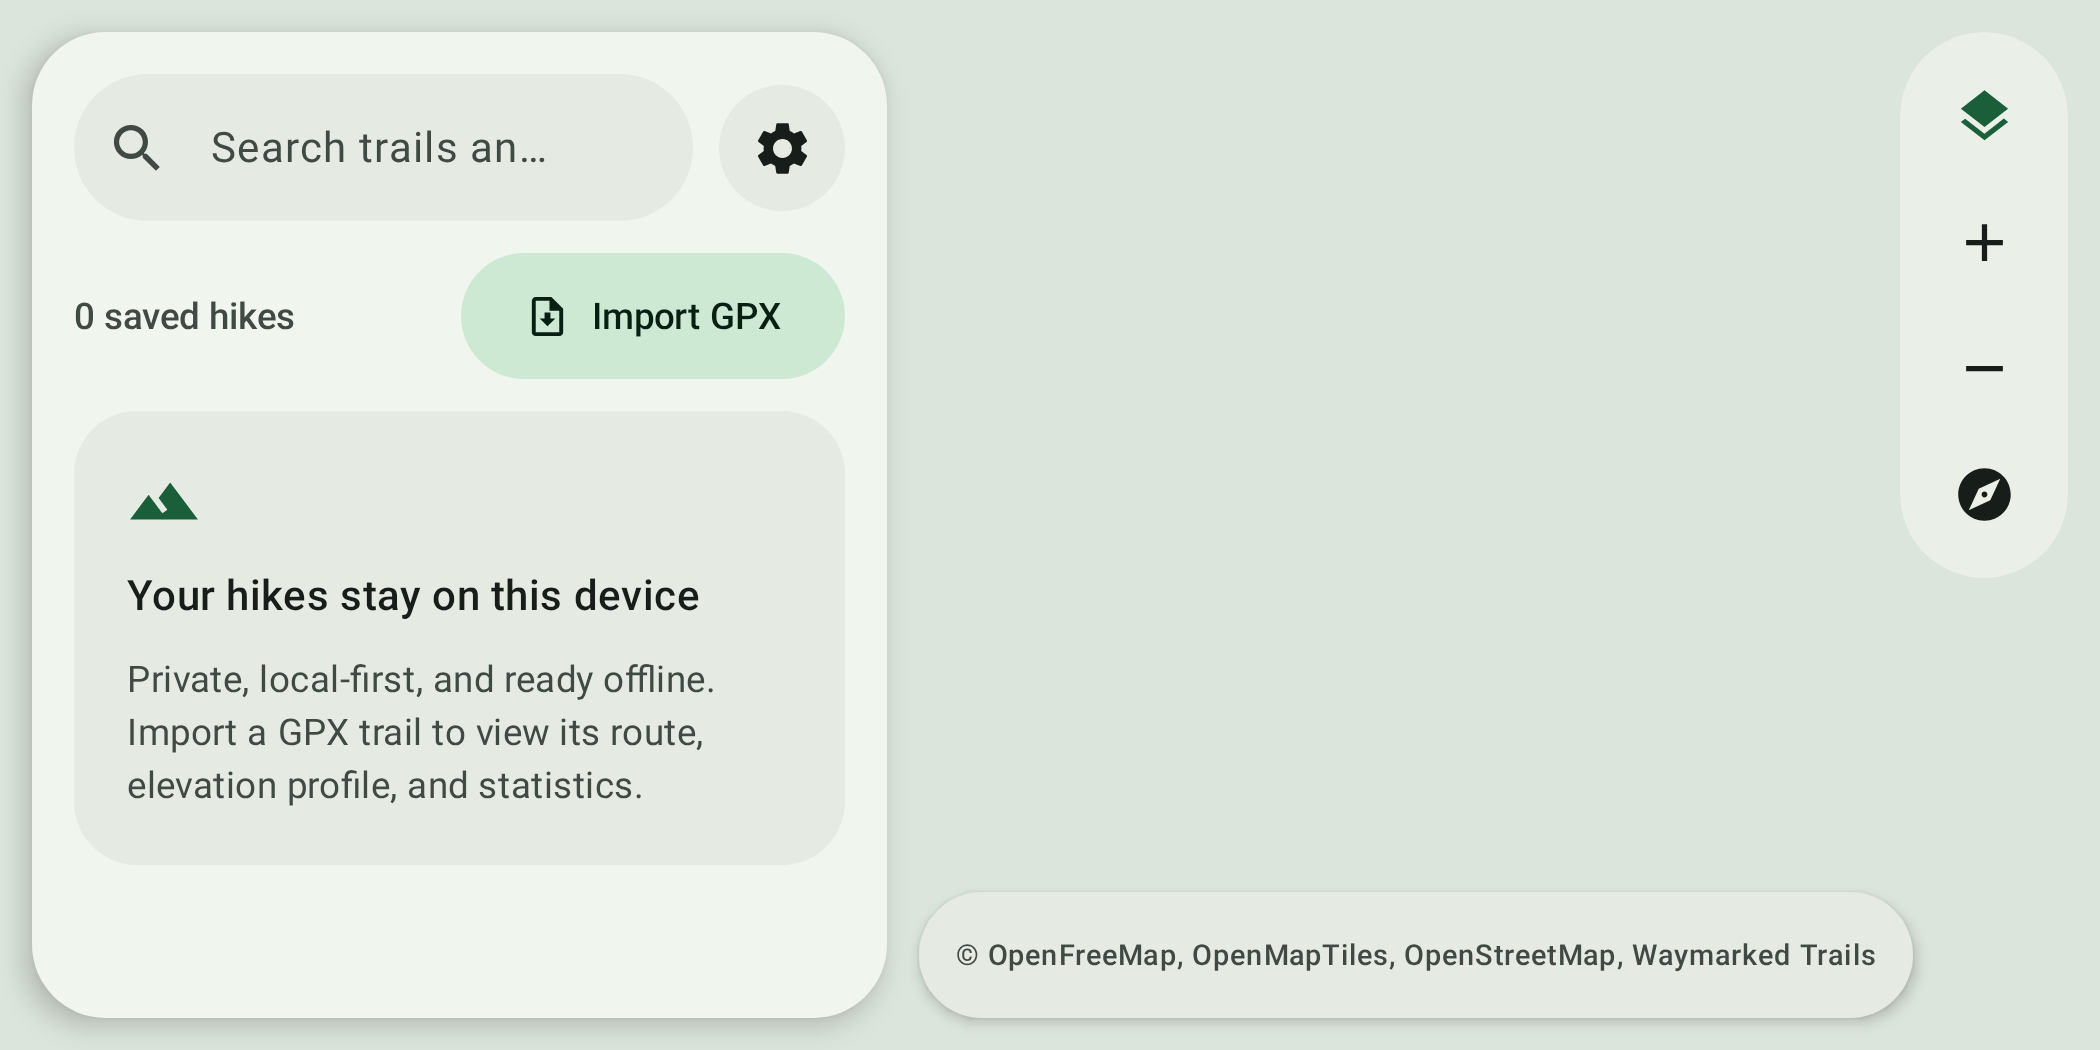 Search trails an…
0 saved hikes
Import GPX
Your hikes stay on this device
Private, local-first, and ready offline.
Import a GPX trail to view its route,
elevation profile, and statistics.
© OpenFreeMap, OpenMapTiles, OpenStreetMap, Waymarked Trails